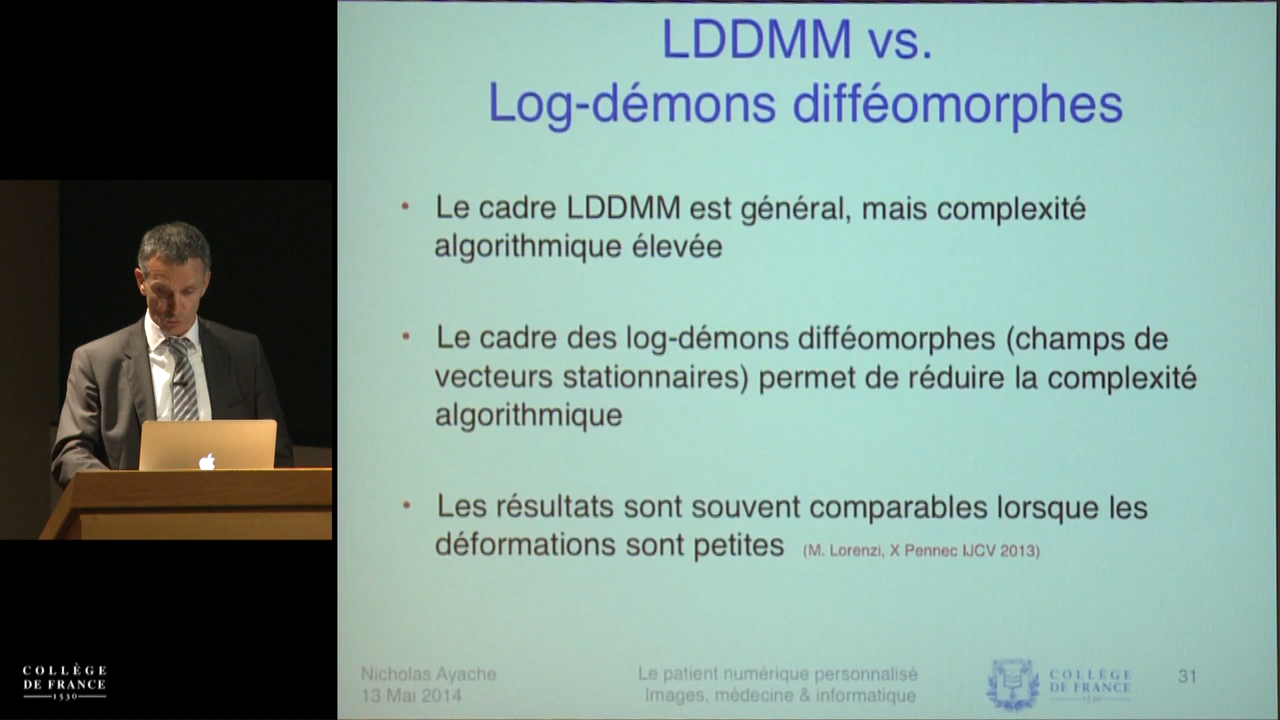 LDDMM vs.
Log-démons difféomorphes
• Le cadre LDDMM est général, mais complexité
algorithmique élevée
• Le cadre des log-démons difféomorphes (champs de
vecteurs stationnaires) permet de réduire la complexité
algorithmique
• Les résultats sont souvent comparables lorsque les
déformations sont petites (M. Lorenzi, X Pennec IJCV 2013)
Nicholas Ayache
13 Mai 2014
Le patient numérique personnalisé
Images, médecine & informatique
COLLÈGE
DE FRANCE
1530
31
COLLÈGE
DE FRANCE
1530